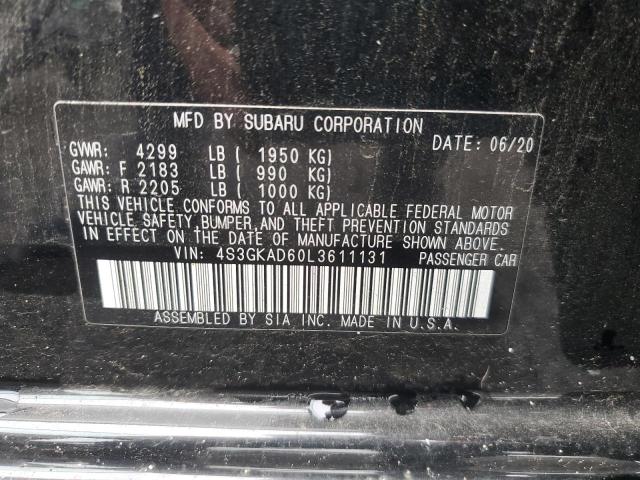 MFD BY SUBARU CORPORATION
DATE: 06/20
GVWR: 4299 LB ( 1950 KG)
GAWR: F 2183 LB ( 990 KG)
GAWR: R 2205 LB ( 1000 KG)
THIS VEHICLE CONFORMS TO ALL APPLICABLE FEDERAL MOTOR
VEHICLE SAFETY, BUMPER, AND THEFT PREVENTION STANDARDS
IN EFFECT ON THE DATE OF MANUFACTURE SHOWN ABOVE.
VIN: 4S3GKAD60L3611131 PASSENGER CAR
ASSEMBLED BY SIA INC. MADE IN U.S.A.